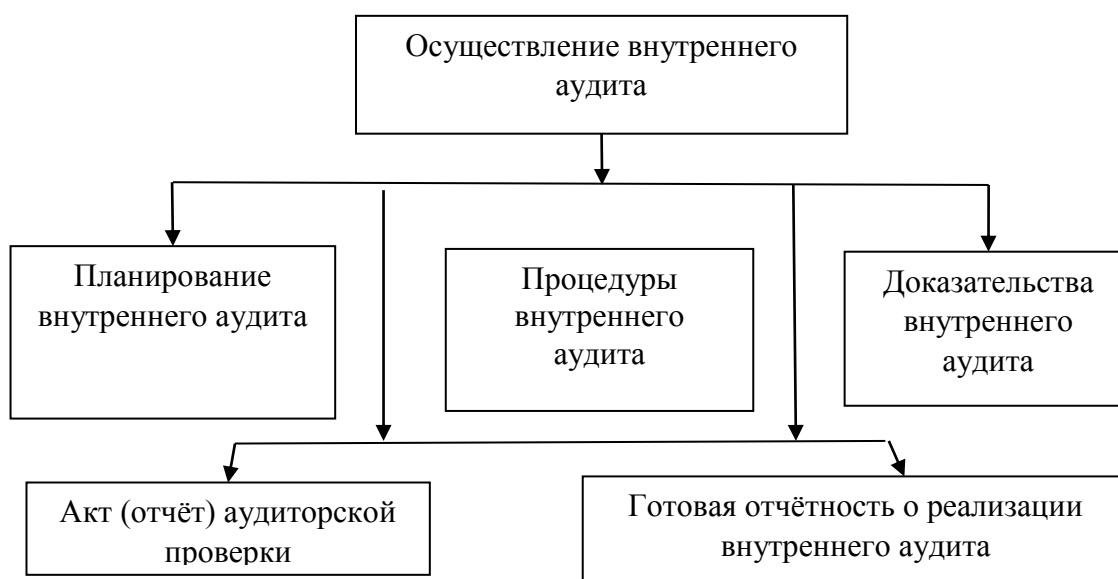 Осуществление внутреннего
аудита
Планирование
внутреннего аудита
Процедуры
внутреннего
аудита
Доказательства
внутреннего
аудита
Акт (отчёт) аудиторской
проверки
Готовая отчётность о реализации
внутреннего аудита